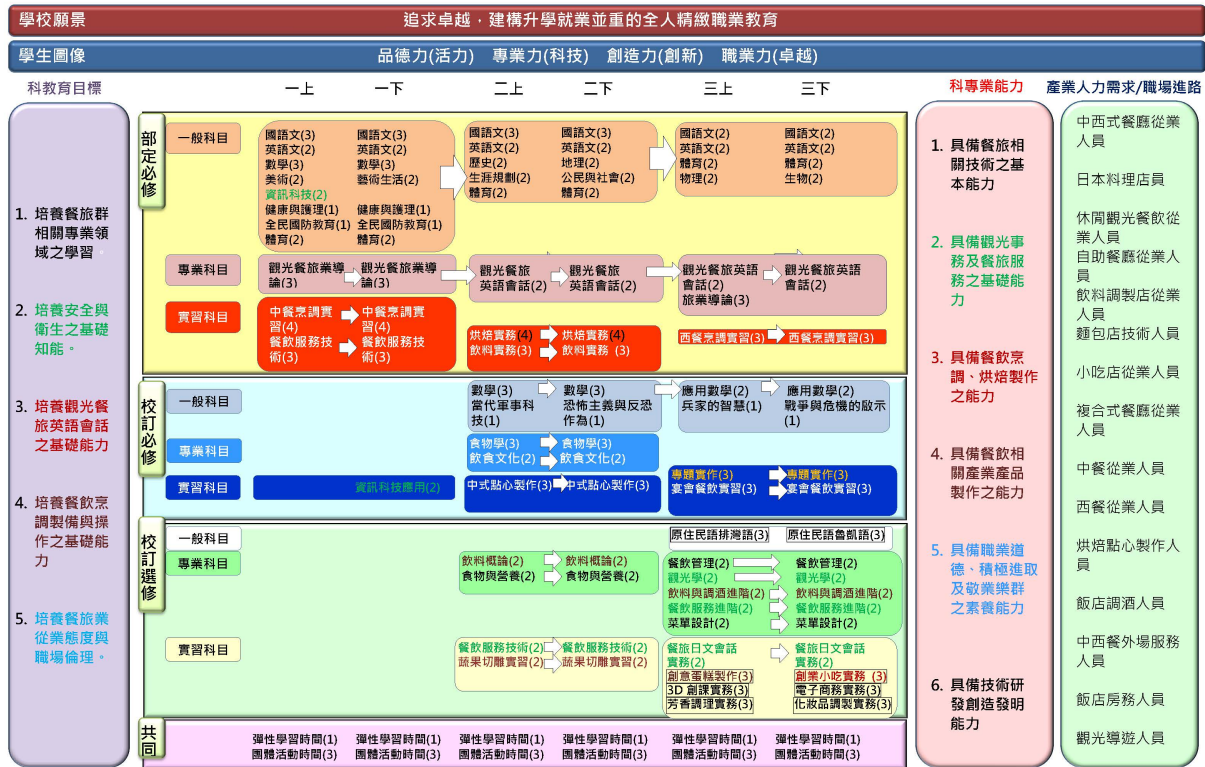 學校願景 追求卓越．建構升學就業並重的全人精緻職業教育
學生圖像 品德力(活力) 專業力(科技) 創造力(創新) 職業力(卓越)
科教育目標
一上 一下 二上 二下 三上 三下
科專業能力
產業人力需求/職場進路
1. 培養餐旅群
相關專業領
域之學習。
2. 培養安全與
衛生之基礎
知能。
3. 培養觀光餐
旅英語會話
之基礎能力
4. 培養餐飲烹
調製備與操
作之基礎能
力
5. 培養餐旅業
從業態度與
職場倫理。
部定必修
一般科目
國語文(3)
英語文(2)
數學(3)
美術(2)
資訊科技(2)
健康與護理(1)
全民國防教育(1)
體育(2)
國語文(3)
英語文(2)
數學(3)
藝術生活(2)
健康與護理(1)
全民國防教育(1)
體育(2)
國語文(3)
英語文(2)
歷史(2)
生涯規劃(2)
體育(2)
國語文(3)
英語文(2)
地理(2)
公民與社會(2)
體育(2)
國語文(2)
英語文(2)
體育(2)
物理(2)
國語文(2)
英語文(2)
體育(2)
生物(2)
專業科目
觀光餐旅業導
論(3)
觀光餐旅業導
論(3)
觀光餐旅
英語會話(2)
觀光餐旅
英語會話(2)
觀光餐旅英語
會話(2)
旅業導論(3)
觀光餐旅英語
會話(2)
實習科目
中餐烹調實
習(4)
餐飲服務技
術(3)
中餐烹調實
習(4)
餐飲服務技
術(3)
烘焙實務(4)
飲料實務(3)
烘焙實務(4)
飲料實務 (3)
西餐烹調實習(3)
西餐烹調實習(3)
校訂必修
一般科目
數學(3)
當代軍事科
技(1)
數學(3)
恐怖主義與反恐
作為(1)
應用數學(2)
兵家的智慧(1)
應用數學(2)
戰爭與危機的啟示
(1)
專業科目
食物學(3)
飲食文化(2)
食物學(3)
飲食文化(2)
實習科目
資訊科技應用(2)
中式點心製作(3)
中式點心製作(3)
專題實作(3)
宴會餐飲實習(3)
專題實作(3)
宴會餐飲實習(3)
校訂選修
一般科目
原住民語排灣語(3)
原住民語魯凱語(3)
專業科目
飲料概論(2)
食物與營養(2)
飲料概論(2)
食物與營養(2)
餐飲管理(2)
觀光學(2)
飲料與調酒進階(2)
餐飲服務進階(2)
菜單設計(2)
餐飲管理(2)
觀光學(2)
飲料與調酒進階(2)
餐飲服務進階(2)
菜單設計(2)
實習科目
餐飲服務技術(2)
蔬果切雕實習(2)
餐飲服務技術(2)
蔬果切雕實習(2)
餐旅日文會話
實務(2)
創意蛋糕製作(3)
3D 創課實務(3)
芳香調理實務(3)
餐旅日文會話
實務(2)
創業小吃實務 (3)
電子商務實務(3)
化妝品調製實務(3)
共同
彈性學習時間(1)
團體活動時間(3)
彈性學習時間(1)
團體活動時間(3)
彈性學習時間(1)
團體活動時間(3)
彈性學習時間(1)
團體活動時間(3)
彈性學習時間(1)
團體活動時間(3)
彈性學習時間(1)
團體活動時間(3)
1. 具備餐旅相
關技術之基
本能力
2. 具備觀光事
務及餐旅服
務之基礎能
力
3. 具備餐飲烹
調、烘焙製作
之能力
4. 具備餐飲相
關產業產品
製作之能力
5. 具備職業道
德、積極進取
及敬業樂群
之素養能力
6. 具備技術研
發創造發明
能力
中西式餐廳從業
人員
日本料理店員
休閒觀光餐飲從
業人員
自助餐廳從業人
員
飲料調製店從業
人員
麵包店技術人員
小吃店從業人員
複合式餐廳從業
人員
中餐從業人員
西餐從業人員
烘焙點心製作人
員
飯店調酒人員
中西餐外場服務
人員
飯店房務人員
觀光導遊人員